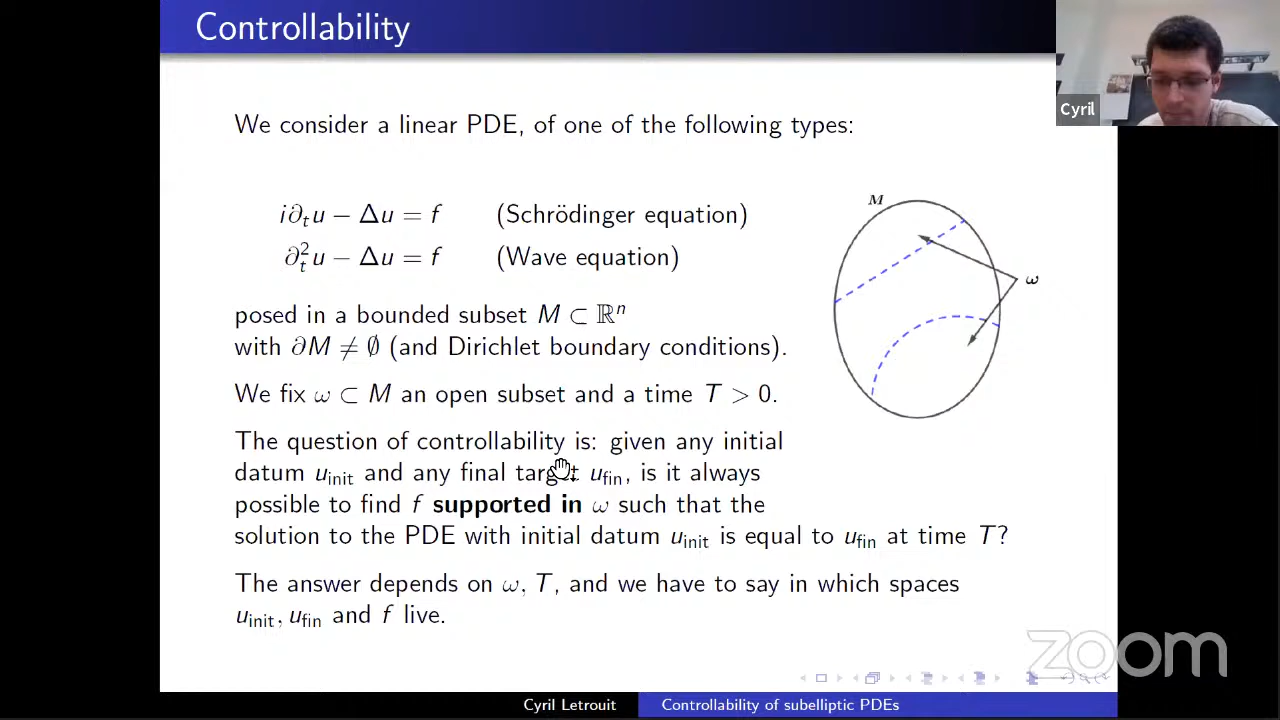 Controllability
Cyril
We consider a linear PDE, of one of the following types:
i∂ₜu − Δu = f (Schrödinger equation)
∂ₜ²u − Δu = f (Wave equation)
M
ω
posed in a bounded subset M ⊂ ℝⁿ
with ∂M ≠ ∅ (and Dirichlet boundary conditions).
We fix ω ⊂ M an open subset and a time T > 0.
The question of controllability is: given any initial
datum u_init and any final target u_fin, is it always
possible to find f supported in ω such that the
solution to the PDE with initial datum u_init is equal to u_fin at time T?
The answer depends on ω, T, and we have to say in which spaces
u_init, u_fin and f live.
zoom
Cyril Letrouit
Controllability of subelliptic PDEs